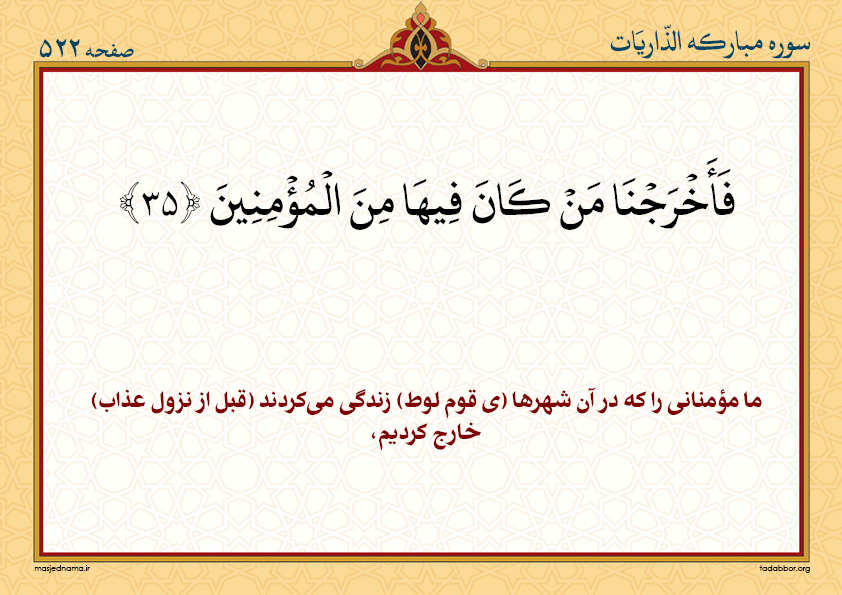 سوره مبارکه الذّاریَات
صفحه ۵۲۲
فَأَخْرَجْنَا مَنْ كَانَ فِيهَا مِنَ الْمُؤْمِنِينَ ﴿۳۵﴾
ما مؤمنانی را که در آن شهرها (ی قوم لوط) زندگی می‌کردند (قبل از نزول عذاب)
خارج کردیم،
masjednama.ir
tadabbor.org